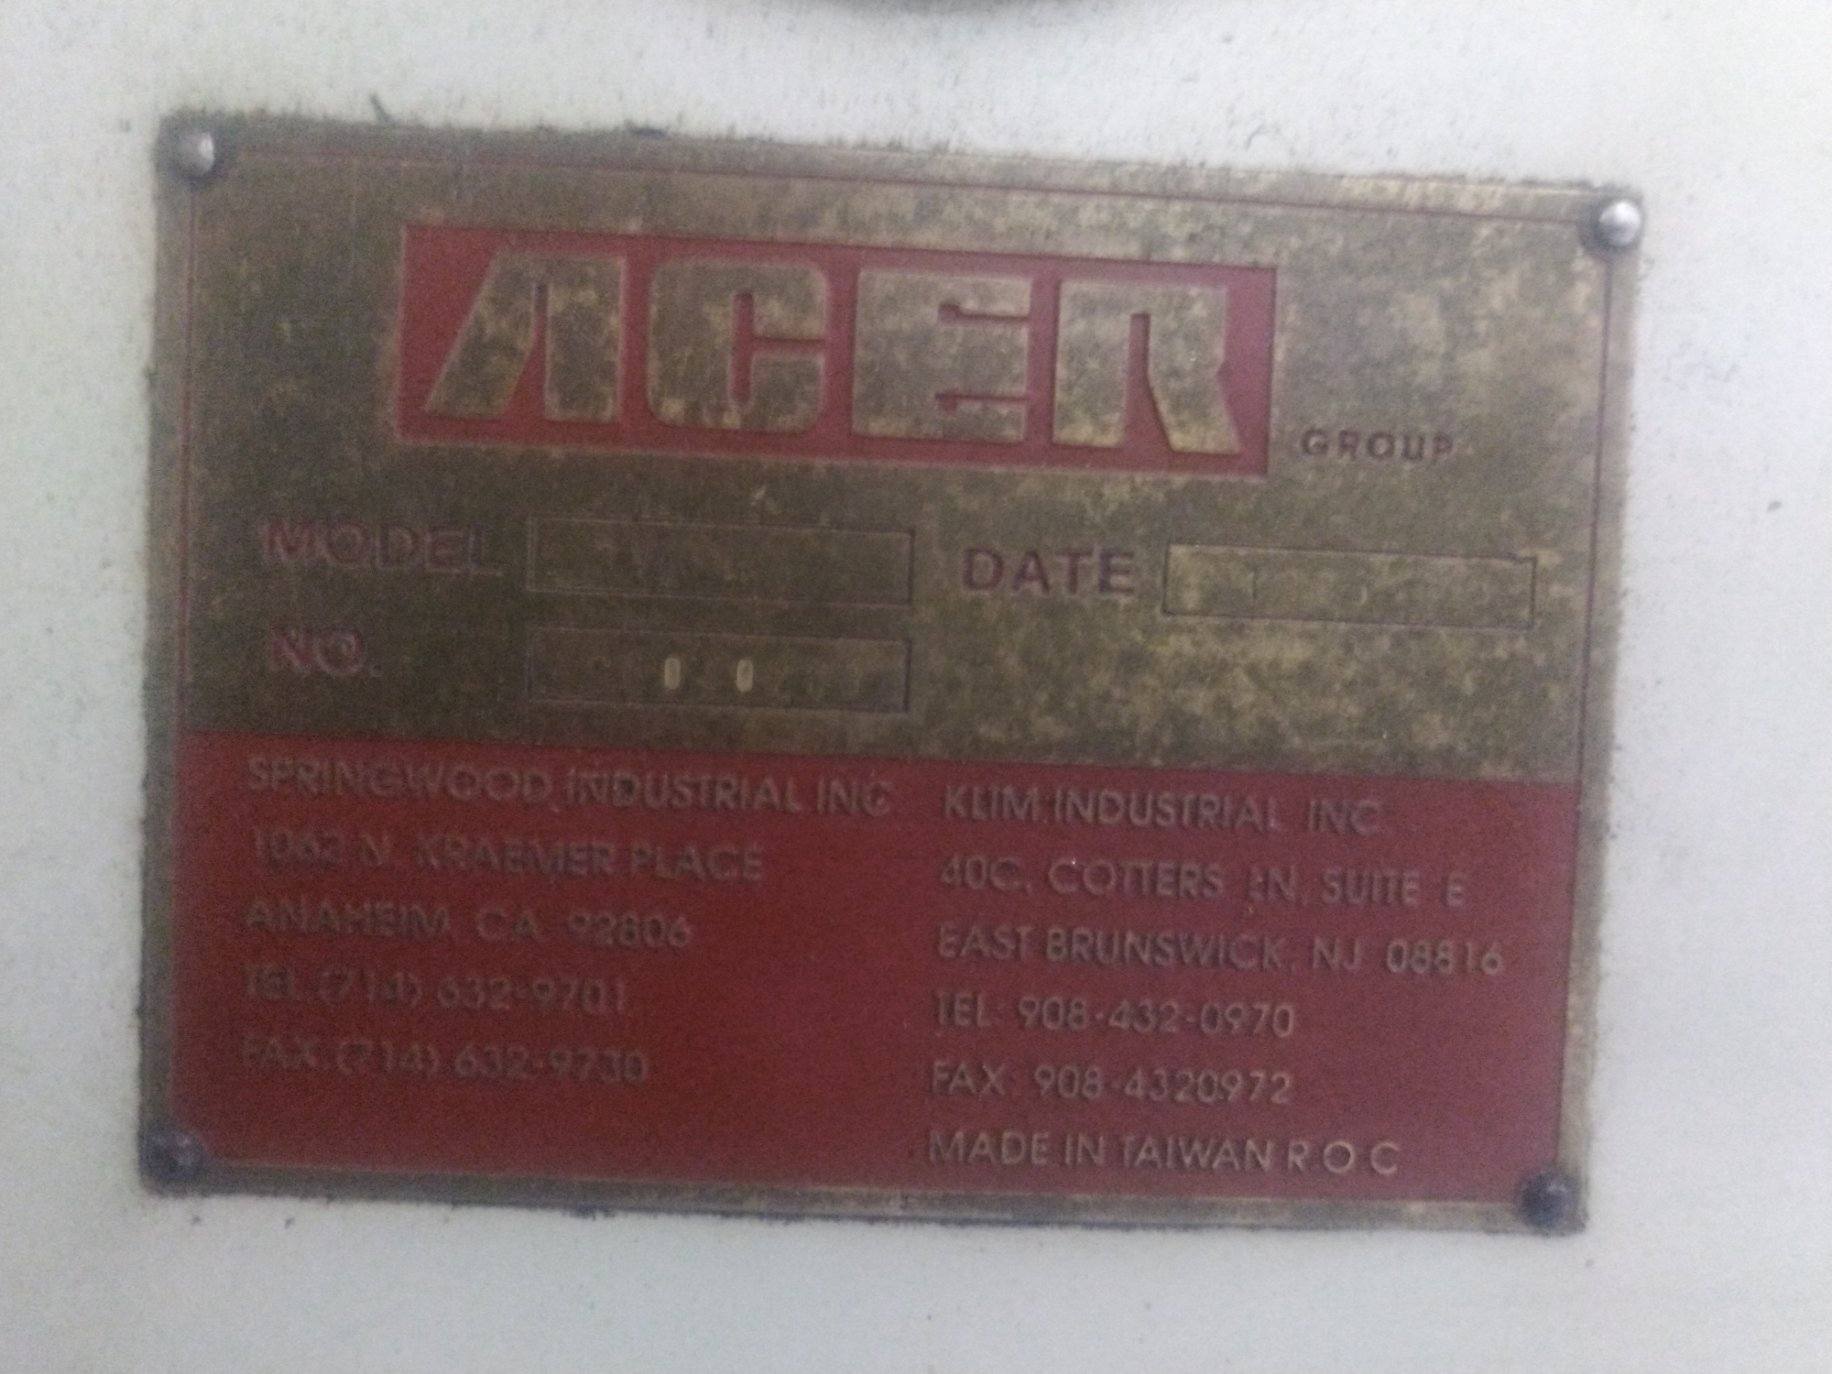 ACER GROUP
MODEL
DATE
NO.
SPRINGWOOD INDUSTRIAL INC
1062 N. KRAEMER PLACE
ANAHEIM, CA 92806
TEL.(714) 632-9701
FAX.(714) 632-9730
KLIM INDUSTRIAL INC
40C, COTTERS LN, SUITE E
EAST BRUNSWICK, NJ 08816
TEL: 908-432-0970
FAX: 908-4320972
MADE IN TAIWAN R O C